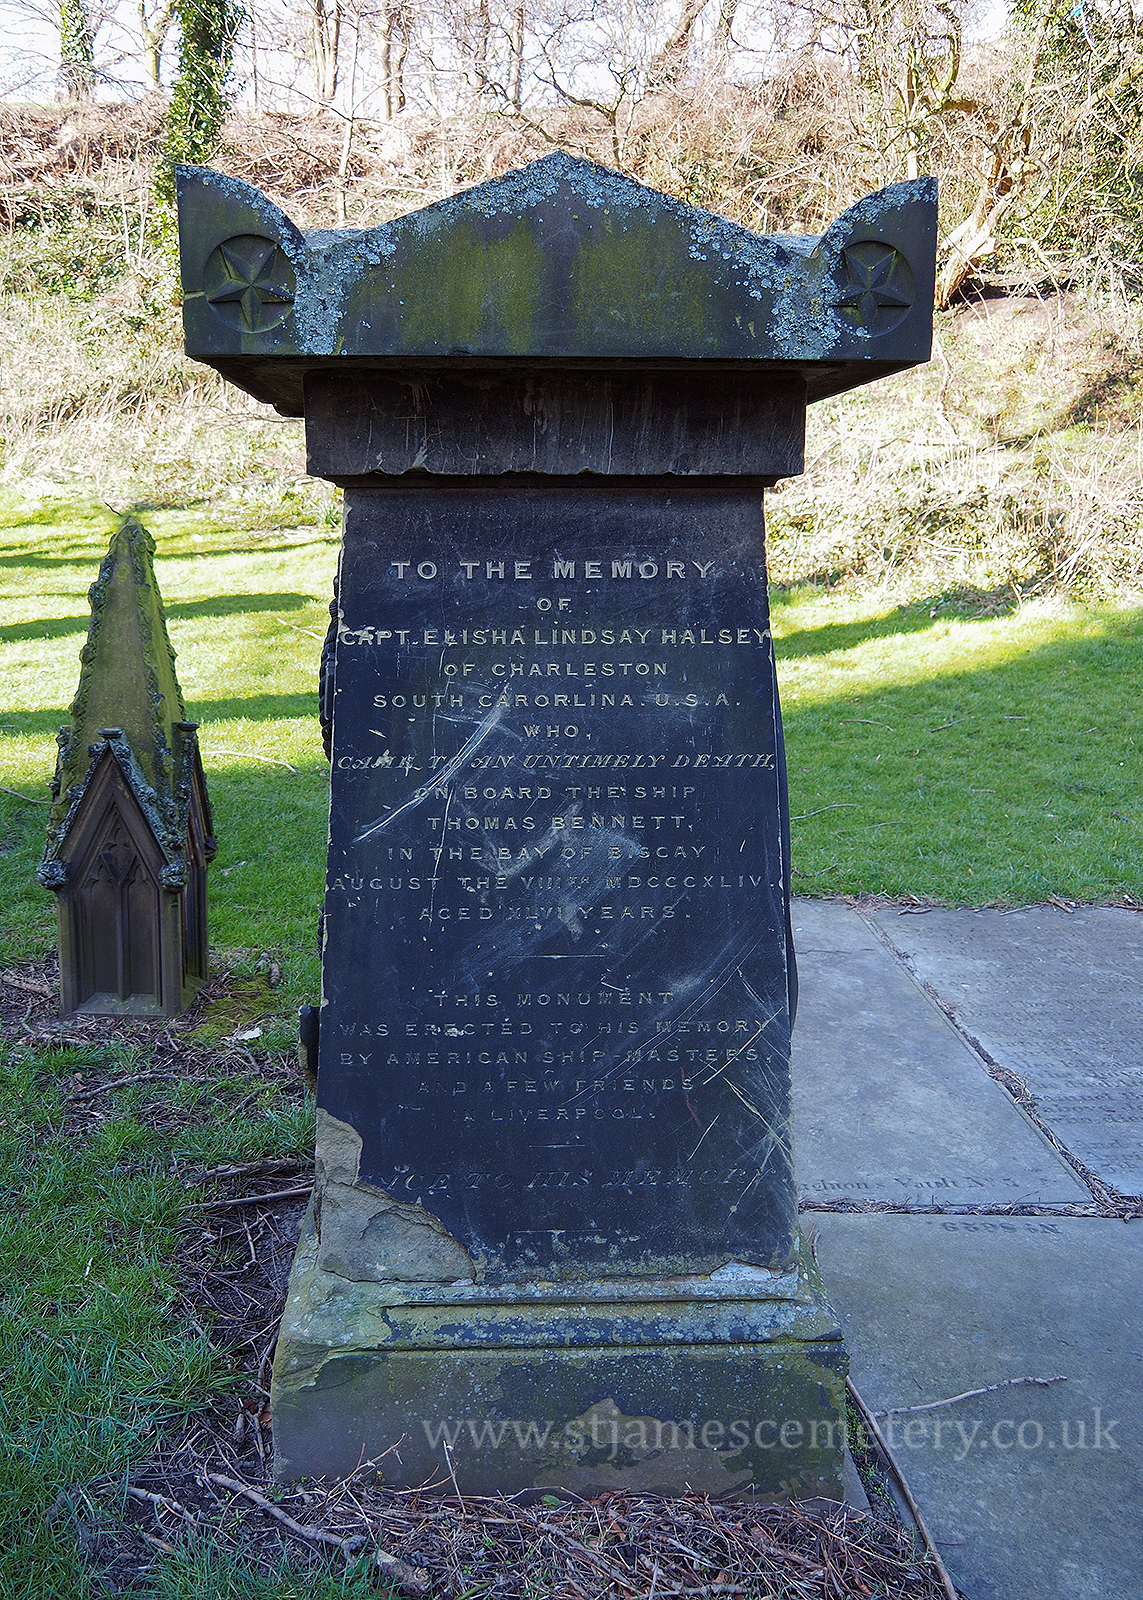 TO THE MEMORY
OF
CAPT. ELISHA LINDSAY HALSEY
OF CHARLESTON
SOUTH CARORLINA. U.S.A.
WHO,
CAME TO AN UNTIMELY DEATH,
ON BOARD THE SHIP
THOMAS BENNETT,
IN THE BAY OF BISCAY
AUGUST THE MDCCCXLIV.
AGED XLVI YEARS.
THIS MONUMENT
WAS ERECTED TO HIS MEMORY
BY AMERICAN SHIP-MASTERS,
AND A FEW FRIENDS
LIVERPOOL.
TO HIS MEMORY
Vault No 5
www.stjamescemetery.co.uk